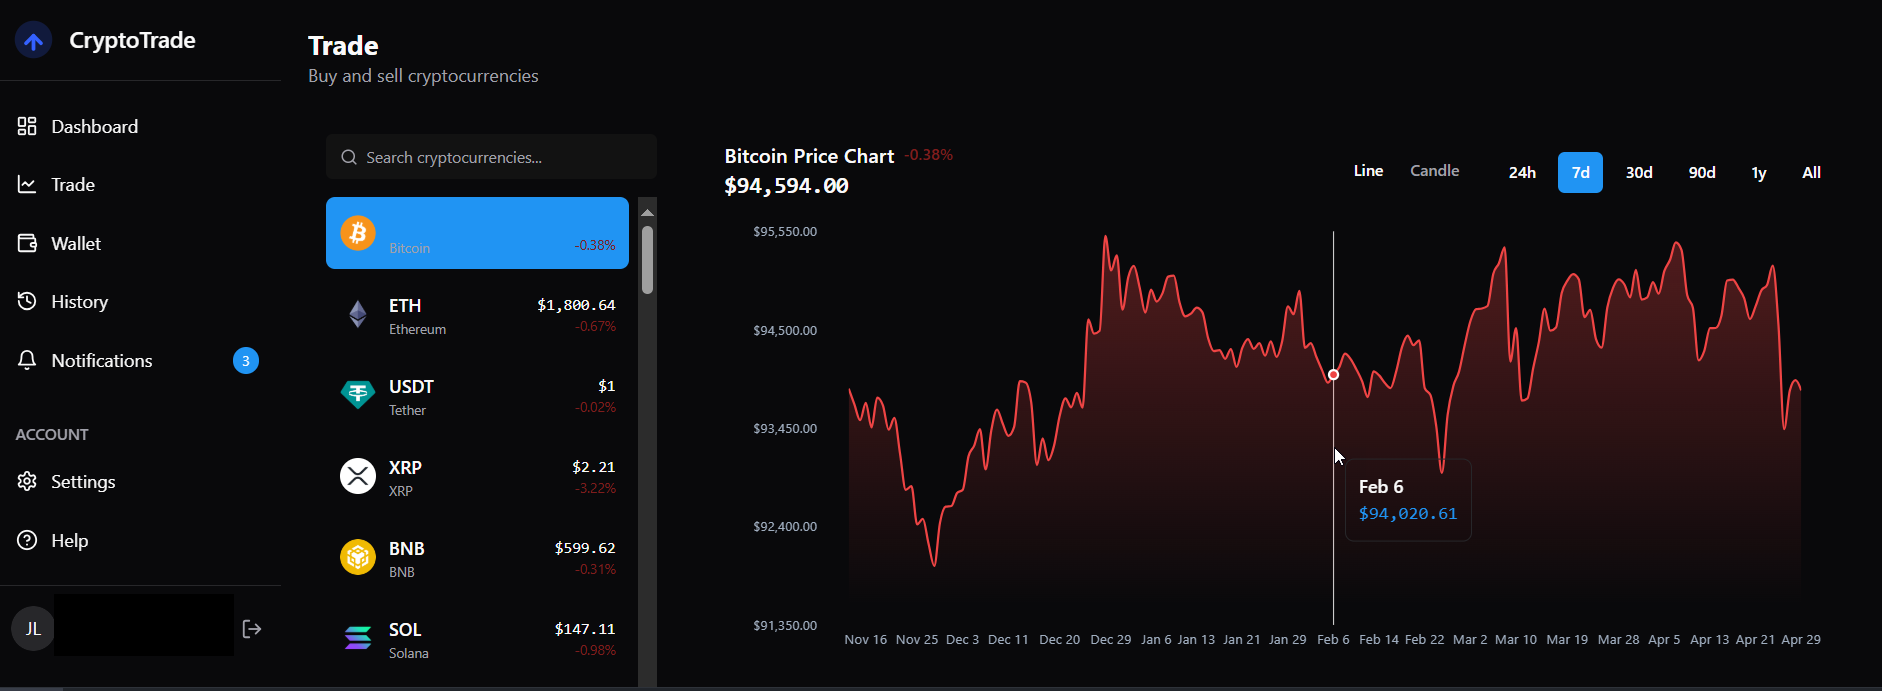 CryptoTrade
Dashboard
Trade
Wallet
History
Notifications 3
ACCOUNT
Settings
Help
JL
Trade
Buy and sell cryptocurrencies
Search cryptocurrencies...
Bitcoin -0.38%
ETH $1,800.64
Ethereum -0.67%
USDT $1
Tether -0.02%
XRP $2.21
XRP -3.22%
BNB $599.62
BNB -0.31%
SOL $147.11
Solana -0.98%
Bitcoin Price Chart -0.38%
$94,594.00
Line Candle 24h 7d 30d 90d 1y All
$95,550.00
$94,500.00
$93,450.00
$92,400.00
$91,350.00
Feb 6
$94,020.61
Nov 16 Nov 25 Dec 3 Dec 11 Dec 20 Dec 29 Jan 6 Jan 13 Jan 21 Jan 29 Feb 6 Feb 14 Feb 22 Mar 2 Mar 10 Mar 19 Mar 28 Apr 5 Apr 13 Apr 21 Apr 29